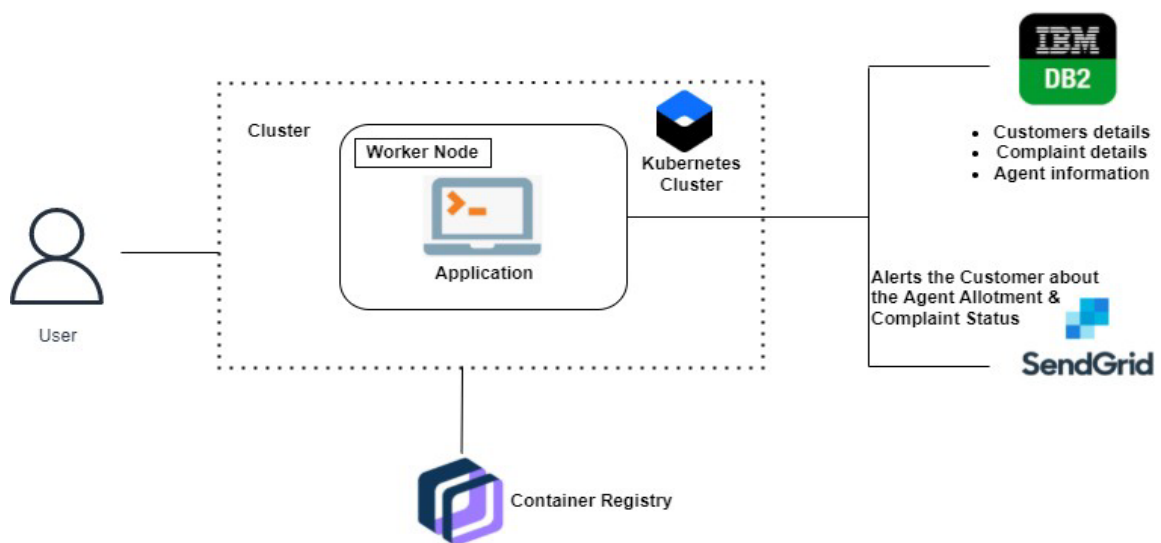 IBM
DB2
Cluster
Worker Node
Kubernetes
Cluster
• Customers details
• Complaint details
• Agent information
Application
User
Alerts the Customer about
the Agent Allotment &
Complaint Status
SendGrid
Container Registry